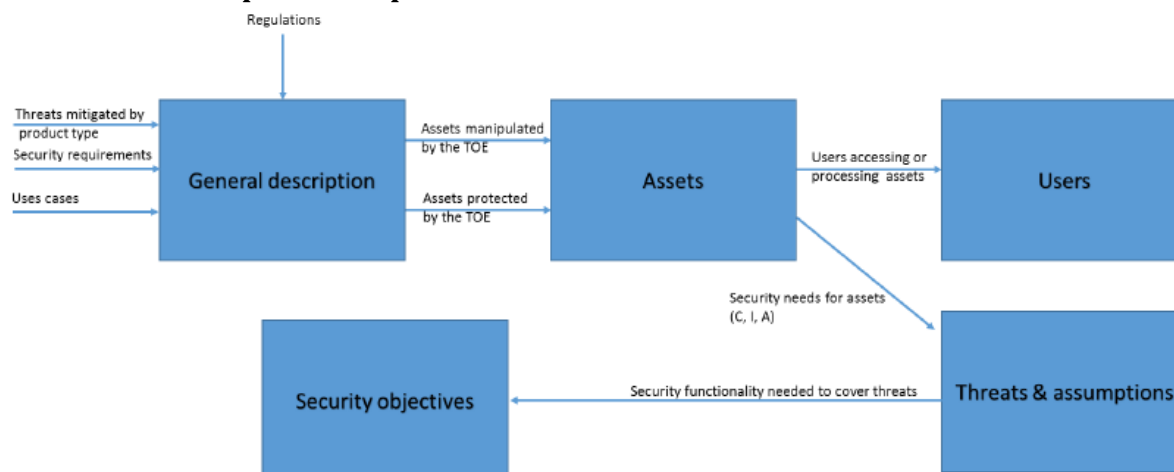 Regulations
Threats mitigated by
product type
Security requirements
Uses cases
General description
Assets manipulated
by the TOE
Assets protected
by the TOE
Assets
Users accessing or
processing assets
Users
Security needs for assets
(C, I, A)
Threats & assumptions
Security functionality needed to cover threats
Security objectives